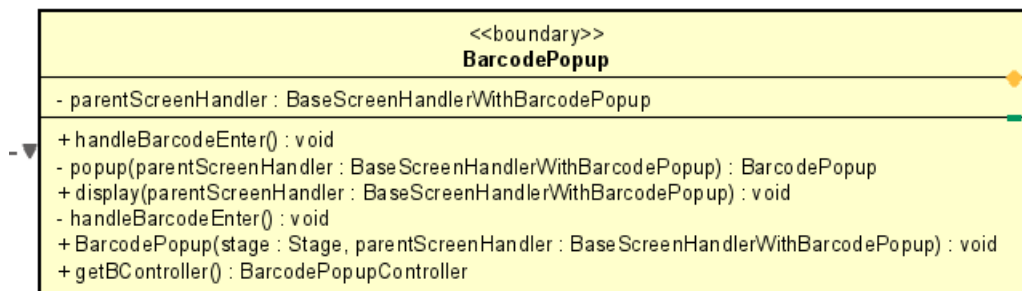 <<boundary>>
BarcodePopup
- parentScreenHandler : BaseScreenHandlerWithBarcodePopup
+ handleBarcodeEnter() : void
- popup(parentScreenHandler : BaseScreenHandlerWithBarcodePopup) : BarcodePopup
+ display(parentScreenHandler : BaseScreenHandlerWithBarcodePopup) : void
- handleBarcodeEnter() : void
+ BarcodePopup(stage : Stage, parentScreenHandler : BaseScreenHandlerWithBarcodePopup) : void
+ getBController() : BarcodePopupController